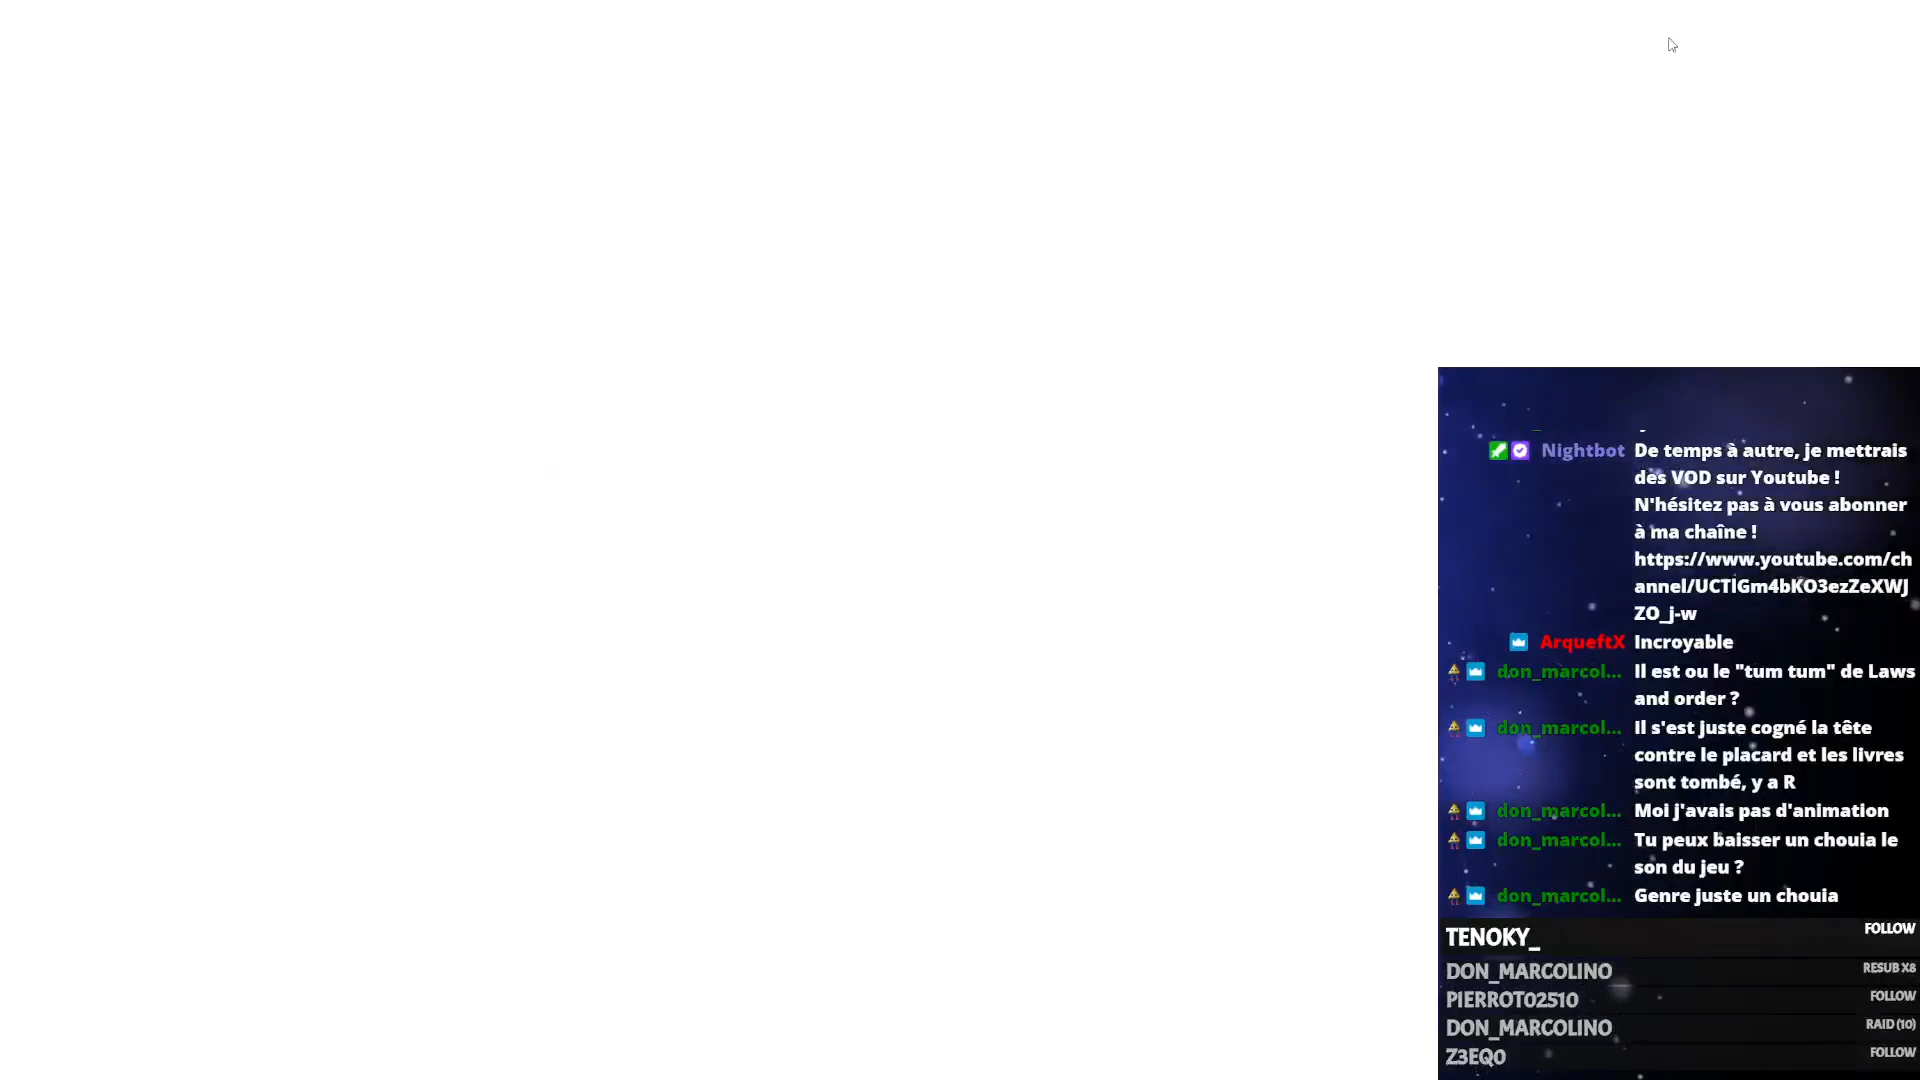 Nightbot De temps à autre, je mettrais
des VOD sur Youtube !
N'hésitez pas à vous abonner
à ma chaîne !
https://www.youtube.com/ch
annel/UCTlGm4bKO3ezZeXWJ
ZO_j-w
ArqueftX Incroyable
don_marcol... Il est ou le "tum tum" de Laws
and order ?
don_marcol... Il s'est juste cogné la tête
contre le placard et les livres
sont tombé, y a R
don_marcol... Moi j'avais pas d'animation
don_marcol... Tu peux baisser un chouia le
son du jeu ?
don_marcol... Genre juste un chouia
TENOKY_ FOLLOW
DON_MARCOLINO RESUB X8
PIERROT02510 FOLLOW
DON_MARCOLINO RAID (10)
Z3EQ0 FOLLOW